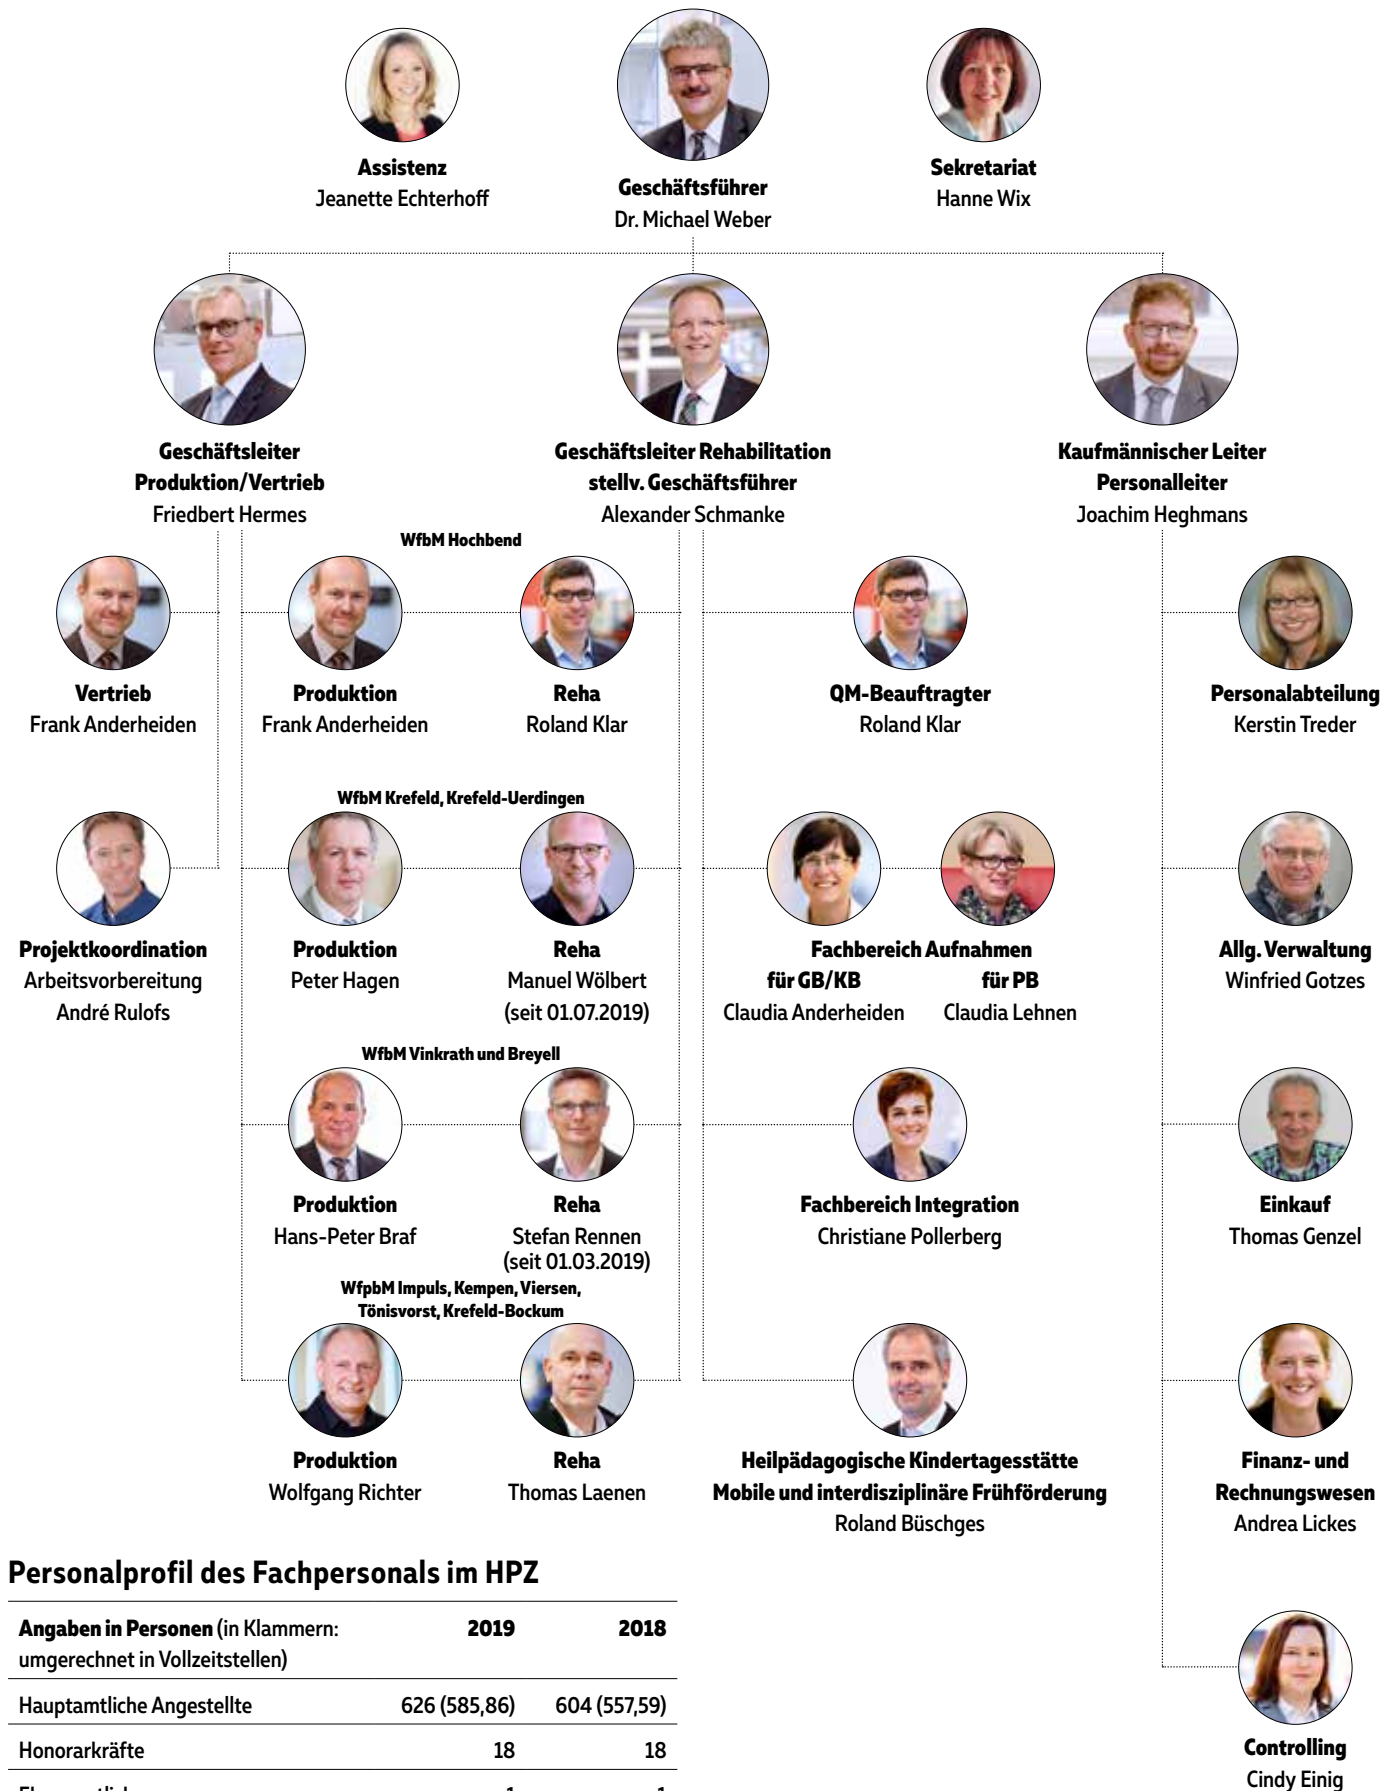 Assistenz
Jeanette Echterhoff
Geschäftsführer
Dr. Michael Weber
Sekretariat
Hanne Wix
Geschäftsleiter
Produktion/Vertrieb
Friedbert Hermes
Geschäftsleiter Rehabilitation
stellv. Geschäftsführer
Alexander Schmanke
Kaufmännischer Leiter
Personalleiter
Joachim Heghmans
WfbM Hochbend
Vertrieb
Frank Anderheiden
Produktion
Frank Anderheiden
Reha
Roland Klar
QM-Beauftragter
Roland Klar
Personalabteilung
Kerstin Treder
WfbM Krefeld, Krefeld-Uerdingen
Projektkoordination
Arbeitsvorbereitung
André Rulofs
Produktion
Peter Hagen
Reha
Manuel Wölbert
(seit 01.07.2019)
Fachbereich Aufnahmen
für GB/KB
Claudia Anderheiden
für PB
Claudia Lehnen
Allg. Verwaltung
Winfried Gotzes
WfbM Vinkrath und Breyell
Produktion
Hans-Peter Braf
Reha
Stefan Rennen
(seit 01.03.2019)
Fachbereich Integration
Christiane Pollerberg
Einkauf
Thomas Genzel
WfpbM Impuls, Kempen, Viersen,
Tönisvorst, Krefeld-Bockum
Produktion
Wolfgang Richter
Reha
Thomas Laenen
Heilpädagogische Kindertagesstätte
Mobile und interdisziplinäre Frühförderung
Roland Büschges
Finanz- und
Rechnungswesen
Andrea Lickes
Controlling
Cindy Einig
Personalprofil des Fachpersonals im HPZ
Angaben in Personen (in Klammern: 2019 2018
umgerechnet in Vollzeitstellen)
Hauptamtliche Angestellte 626 (585,86) 604 (557,59)
Honorarkräfte 18 18